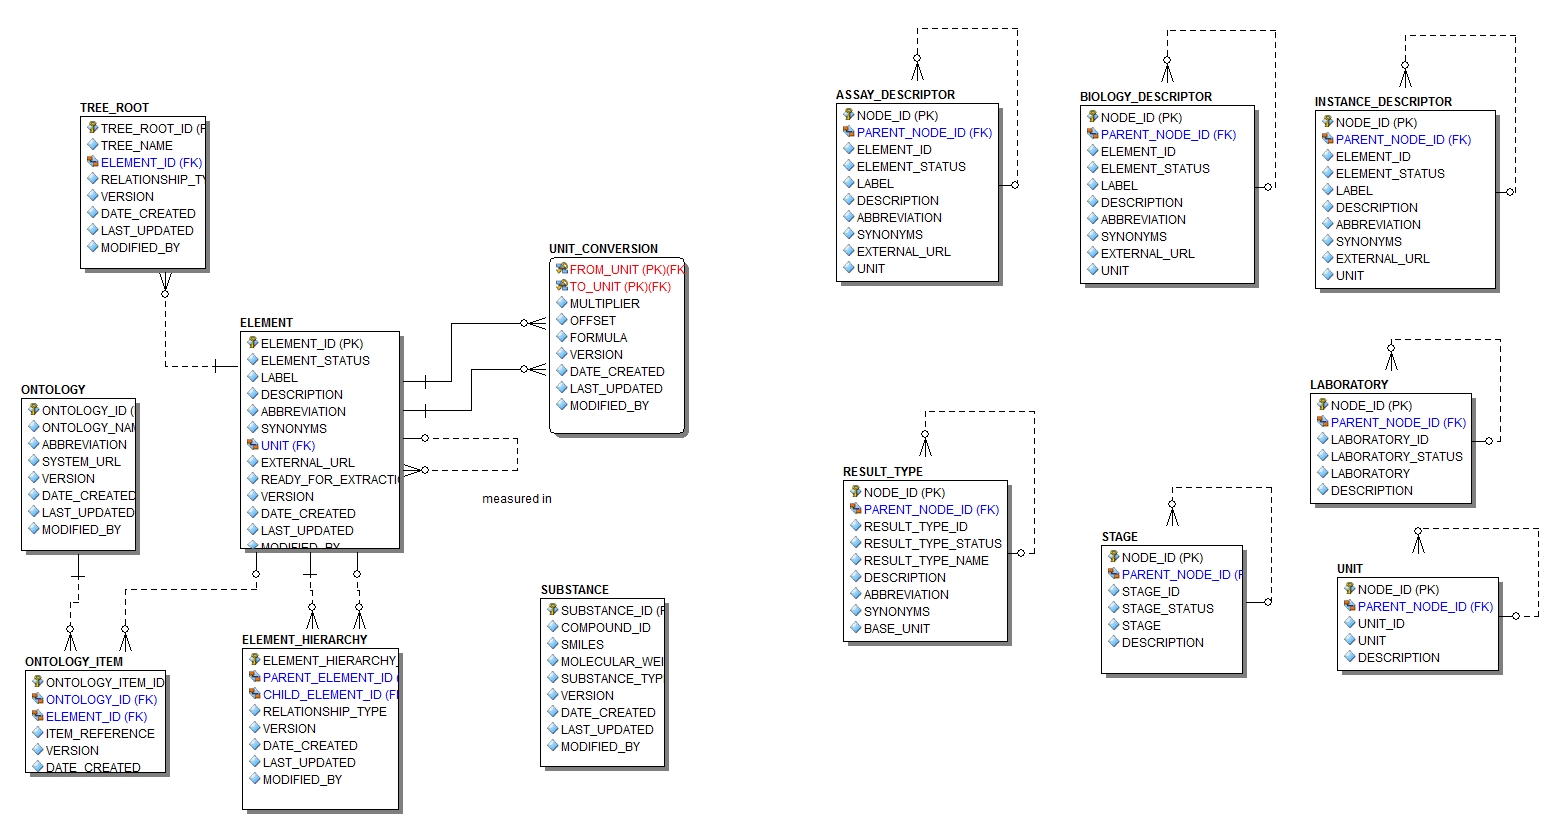 TREE_ROOT
TREE_ROOT_ID (P
TREE_NAME
ELEMENT_ID (FK)
RELATIONSHIP_TY
VERSION
DATE_CREATED
LAST_UPDATED
MODIFIED_BY
ONTOLOGY
ONTOLOGY_ID (
ONTOLOGY_NAM
ABBREVIATION
SYSTEM_URL
VERSION
DATE_CREATED
LAST_UPDATED
MODIFIED_BY
ELEMENT
ELEMENT_ID (PK)
ELEMENT_STATUS
LABEL
DESCRIPTION
ABBREVIATION
SYNONYMS
UNIT (FK)
EXTERNAL_URL
READY_FOR_EXTRACTI
VERSION
DATE_CREATED
LAST_UPDATED
MODIFIED_BY
UNIT_CONVERSION
FROM_UNIT (PK)(FK
TO_UNIT (PK)(FK)
MULTIPLIER
OFFSET
FORMULA
VERSION
DATE_CREATED
LAST_UPDATED
MODIFIED_BY
measured in
ONTOLOGY_ITEM
ONTOLOGY_ITEM_ID
ONTOLOGY_ID (FK)
ELEMENT_ID (FK)
ITEM_REFERENCE
VERSION
DATE_CREATED
ELEMENT_HIERARCHY
ELEMENT_HIERARCHY_
PARENT_ELEMENT_ID (
CHILD_ELEMENT_ID (F
RELATIONSHIP_TYPE
VERSION
DATE_CREATED
LAST_UPDATED
MODIFIED_BY
SUBSTANCE
SUBSTANCE_ID (P
COMPOUND_ID
SMILES
MOLECULAR_WEI
SUBSTANCE_TYP
VERSION
DATE_CREATED
LAST_UPDATED
MODIFIED_BY
ASSAY_DESCRIPTOR
NODE_ID (PK)
PARENT_NODE_ID (FK)
ELEMENT_ID
ELEMENT_STATUS
LABEL
DESCRIPTION
ABBREVIATION
SYNONYMS
EXTERNAL_URL
UNIT
BIOLOGY_DESCRIPTOR
NODE_ID (PK)
PARENT_NODE_ID (FK)
ELEMENT_ID
ELEMENT_STATUS
LABEL
DESCRIPTION
ABBREVIATION
SYNONYMS
EXTERNAL_URL
UNIT
INSTANCE_DESCRIPTOR
NODE_ID (PK)
PARENT_NODE_ID (FK)
ELEMENT_ID
ELEMENT_STATUS
LABEL
DESCRIPTION
ABBREVIATION
SYNONYMS
EXTERNAL_URL
UNIT
RESULT_TYPE
NODE_ID (PK)
PARENT_NODE_ID (FK)
RESULT_TYPE_ID
RESULT_TYPE_STATUS
RESULT_TYPE_NAME
DESCRIPTION
ABBREVIATION
SYNONYMS
BASE_UNIT
STAGE
NODE_ID (PK)
PARENT_NODE_ID (F
STAGE_ID
STAGE_STATUS
STAGE
DESCRIPTION
LABORATORY
NODE_ID (PK)
PARENT_NODE_ID (FK)
LABORATORY_ID
LABORATORY_STATUS
LABORATORY
DESCRIPTION
UNIT
NODE_ID (PK)
PARENT_NODE_ID (FK)
UNIT_ID
UNIT
DESCRIPTION